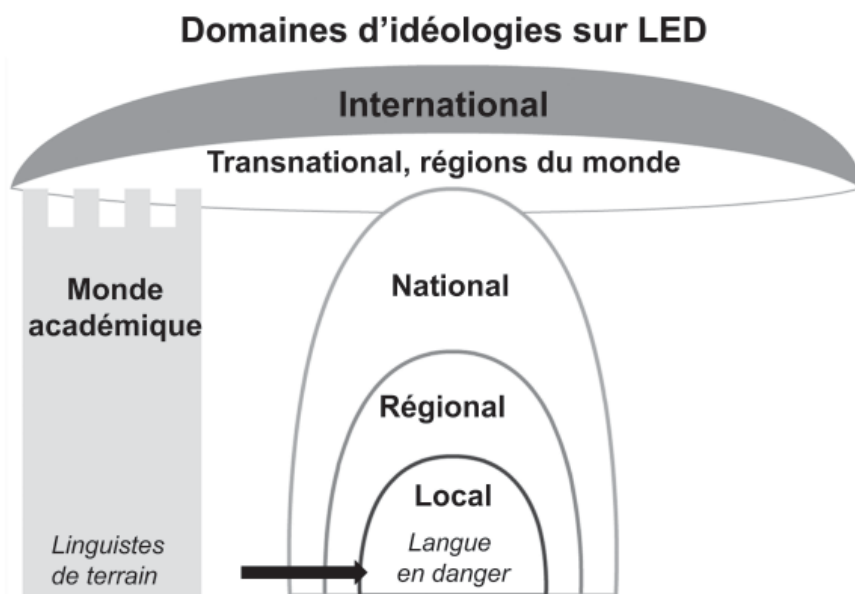 Domaines d’idéologies sur LED
International
Transnational, régions du monde
National
Monde
académique
Régional
Local
Linguistes
de terrain
Langue
en danger